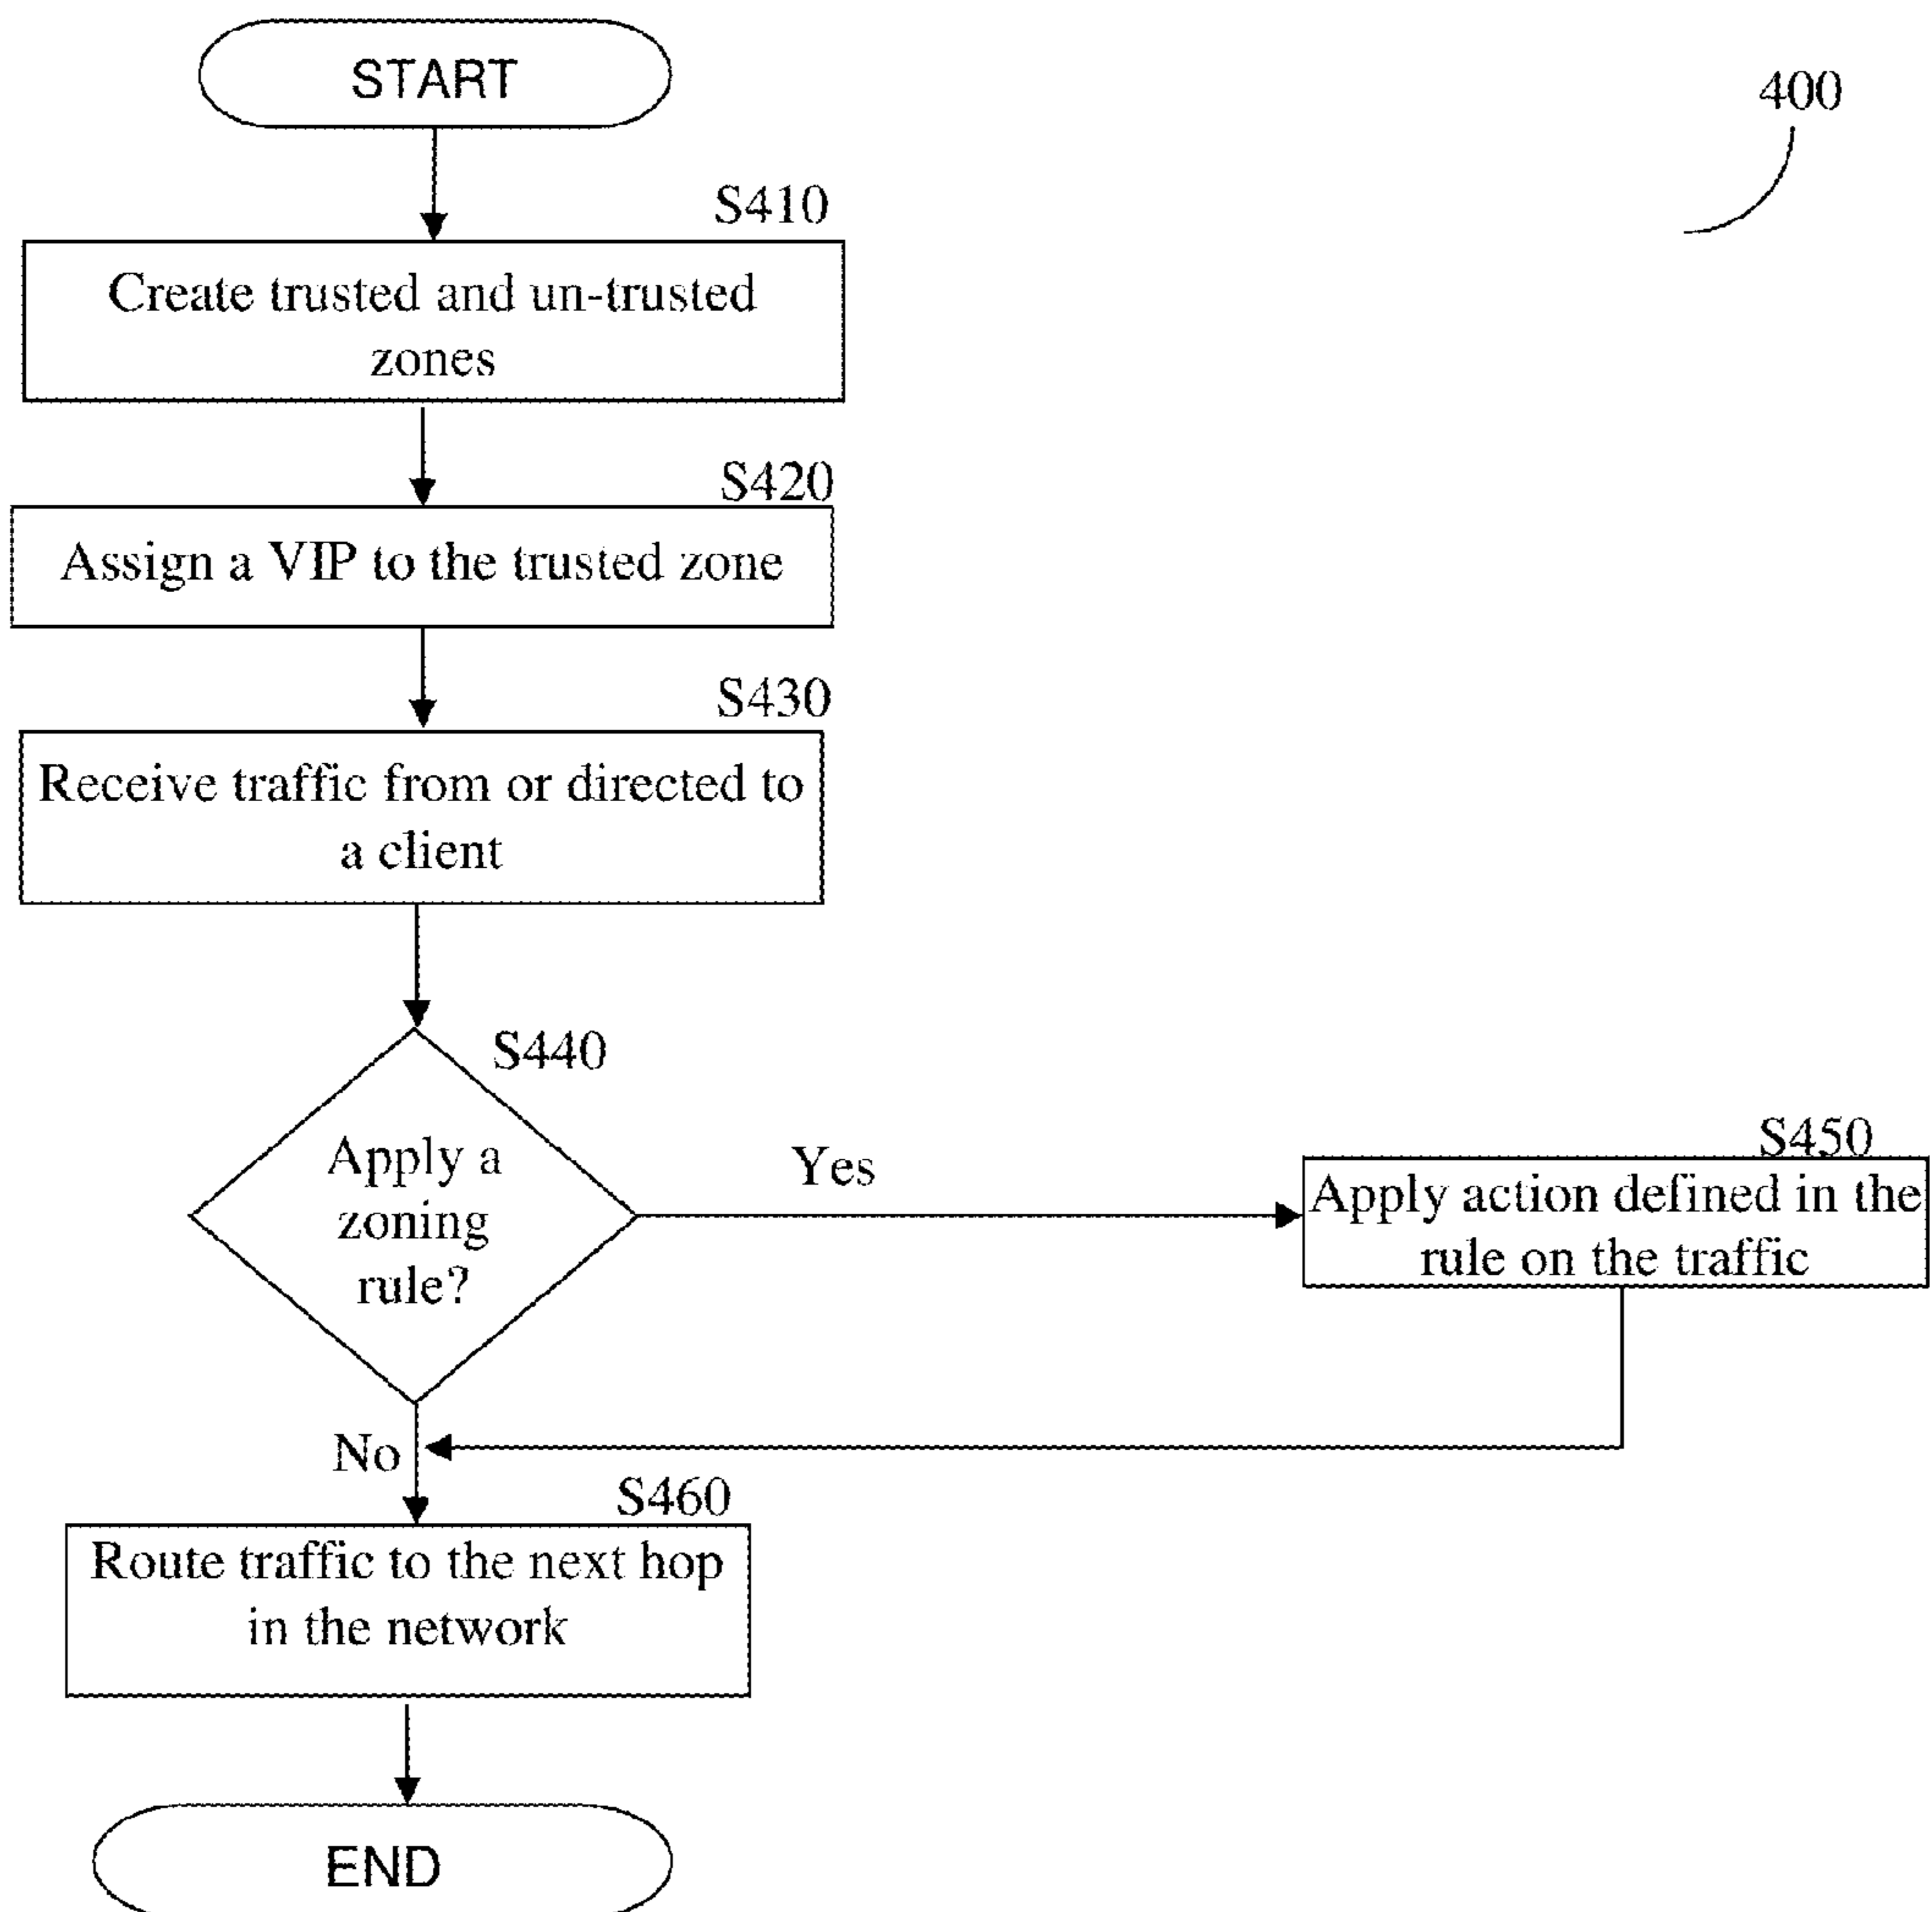 START
400
S410
Create trusted and un-trusted
zones
S420
Assign a VIP to the trusted zone
S430
Receive traffic from or directed to
a client
S440
Apply a
zoning
rule?
Yes
S450
Apply action defined in the
rule on the traffic
No
S460
Route traffic to the next hop
in the network
END